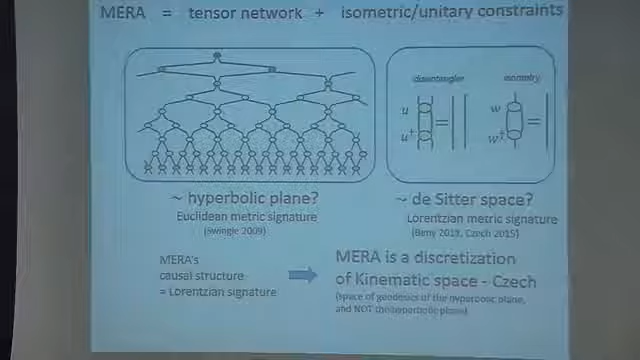 MERA = tensor network + isometric/unitary constraints
disentangler
isometry
u
u†
=
w
w†
=
~ hyperbolic plane?
Euclidean metric signature
(Swingle 2009)
~ de Sitter space?
Lorentzian metric signature
(Beny 2013, Czech 2015)
MERA's
causal structure
= Lorentzian signature
MERA is a discretization
of Kinematic space - Czech
(space of geodesics of the hyperbolic plane,
and NOT the hyperbolic plane)